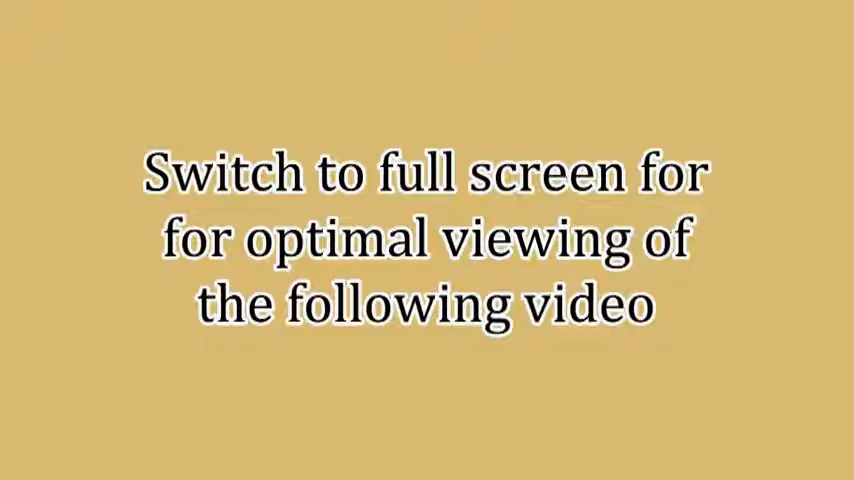 Switch to full screen for
for optimal viewing of
the following video